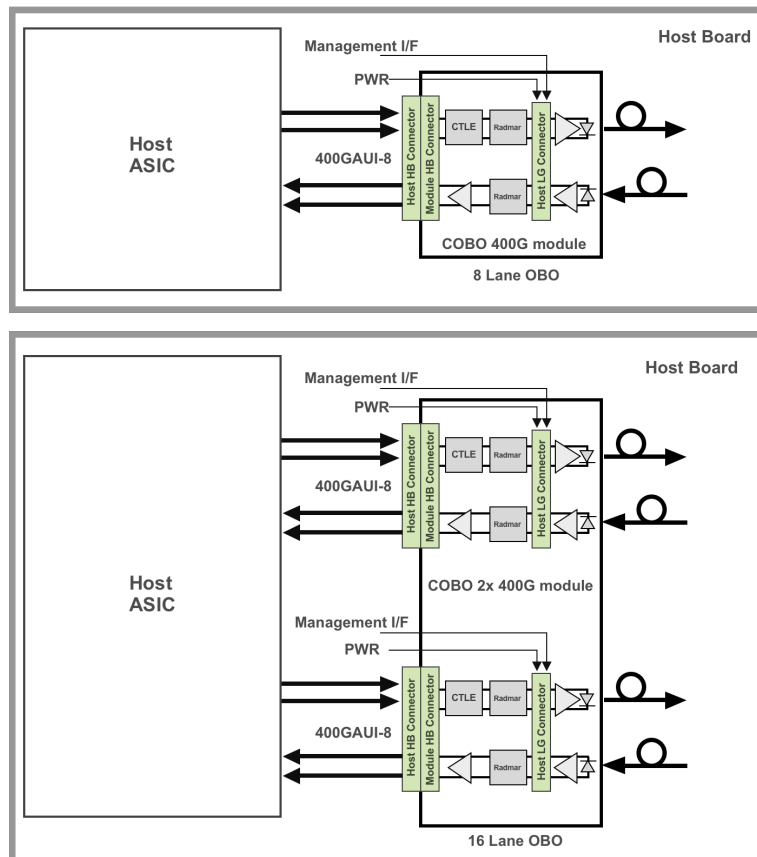 Host Board
Management I/F
PWR
Host
ASIC
400GAUI-8
Host HB Connector
Module HB Connector
CTLE
Radmar
Host LG Connector
Radmar
COBO 400G module
8 Lane OBO
Host Board
Management I/F
PWR
400GAUI-8
Host HB Connector
Module HB Connector
CTLE
Radmar
Host LG Connector
Radmar
Host
ASIC
COBO 2x 400G module
Management I/F
PWR
400GAUI-8
Host HB Connector
Module HB Connector
CTLE
Radmar
Host LG Connector
Radmar
16 Lane OBO